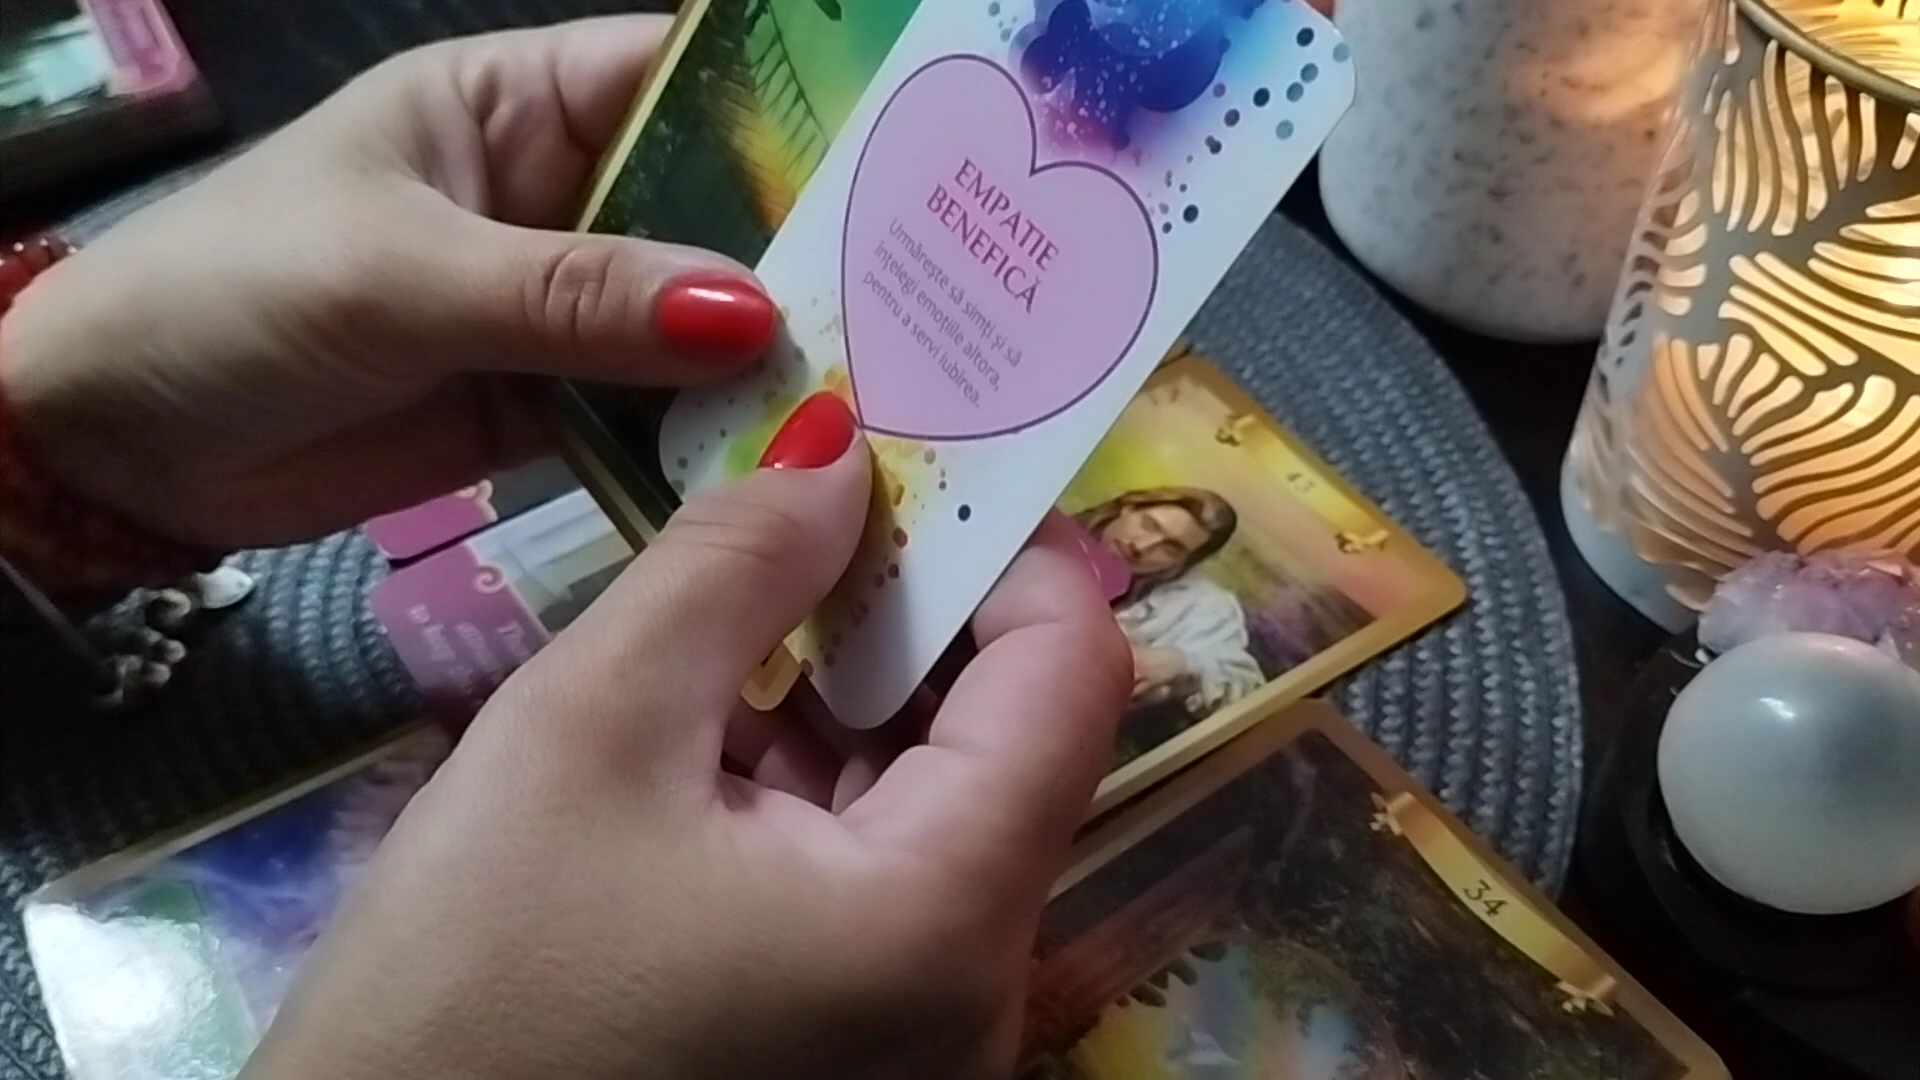 EMPATIE
BENEFICĂ
Urmărește să simți și să
înțelegi emoțiile altora,
pentru a servi iubirea.
43
34